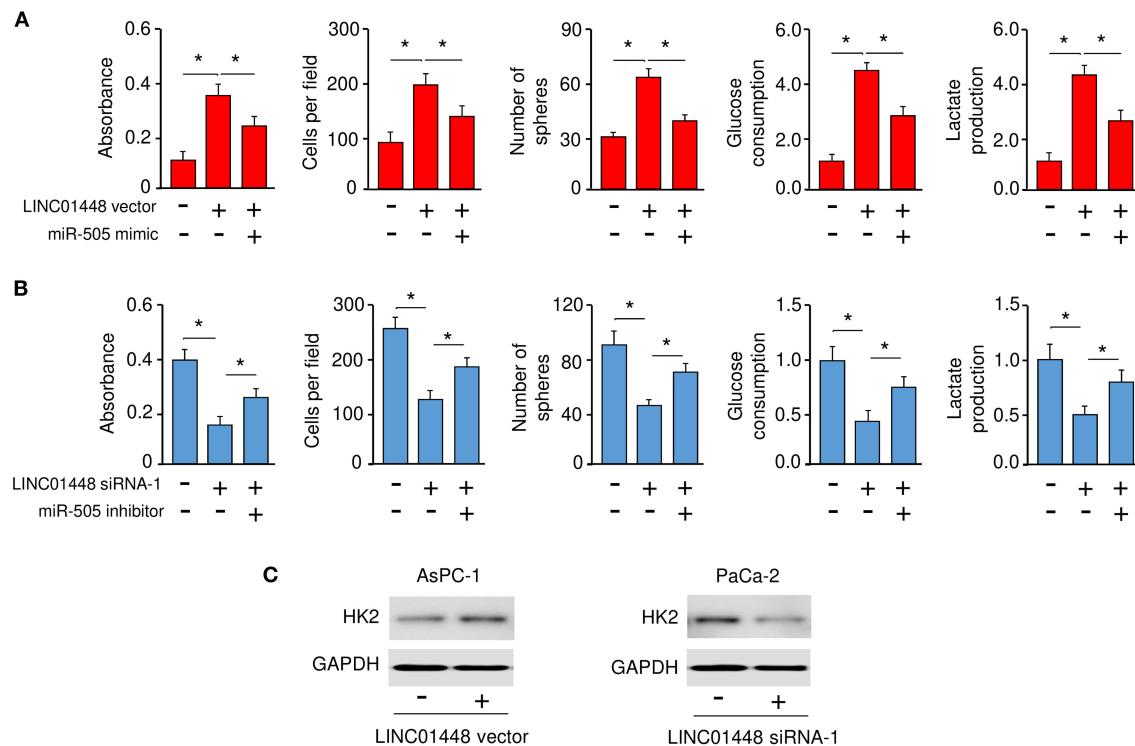 A
Absorbance
0.6
0.4
0.2
0
* *
Cells per field
300
200
100
0
* *
Number of
spheres
90
60
30
0
* *
Glucose
consumption
6.0
4.0
2.0
0.0
* *
Lactate
production
6.0
4.0
2.0
0.0
* *
LINC01448 vector - + + - + + - + + - + + - + +
miR-505 mimic - - + - - + - - + - - + - - +
B
Absorbance
0.6
0.4
0.2
0
* *
Cells per field
300
200
100
0
* *
Number of
spheres
120
80
40
0
* *
Glucose
consumption
1.5
1.0
0.5
0.0
* *
Lactate
production
1.5
1.0
0.5
0.0
* *
LINC01448 siRNA-1 - + + - + + - + + - + + - + +
miR-505 inhibitor - - + - - + - - + - - + - - +
C
AsPC-1
HK2
GAPDH
- +
LINC01448 vector
PaCa-2
HK2
GAPDH
- +
LINC01448 siRNA-1